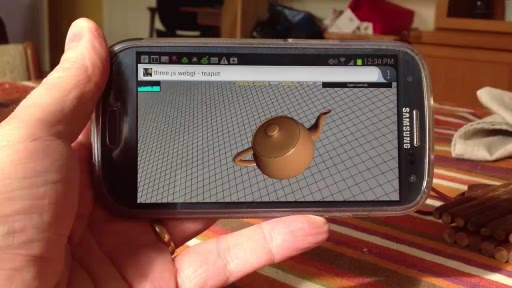 12:34 PM
three.js webgl - teapot
SAMSUNG